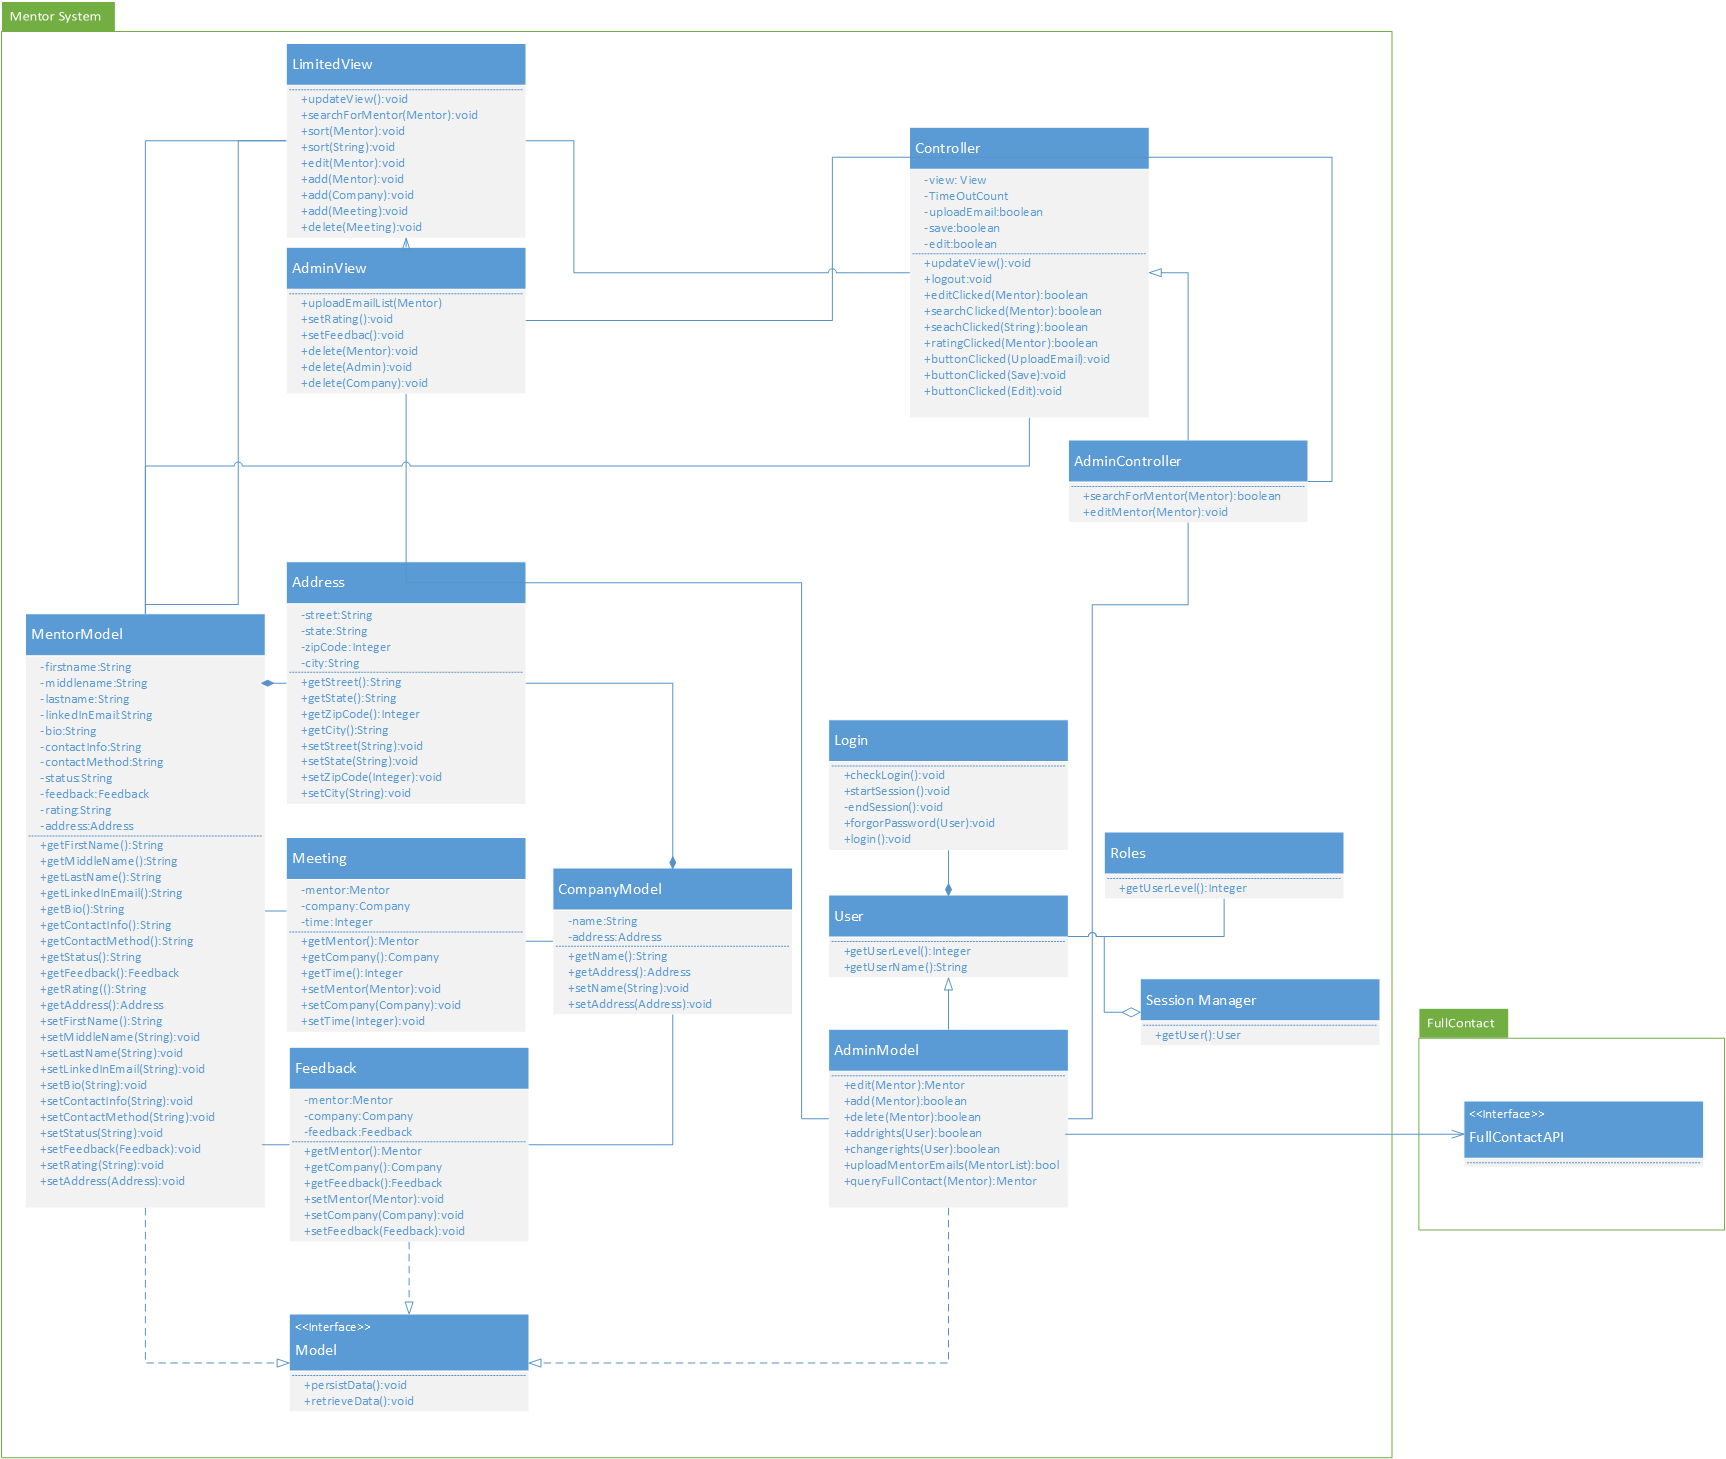 Mentor System
LimitedView
+updateView():void
+searchForMentor(Mentor):void
+sort(Mentor):void
+sort(String):void
+edit(Mentor):void
+add(Mentor):void
+add(Company):void
+add(Meeting):void
+delete(Meeting):void
AdminView
+uploadEmailList(Mentor)
+setRating():void
+setFeedbac():void
+delete(Mentor):void
+delete(Admin):void
+delete(Company):void
Controller
-view: View
-TimeOutCount
-uploadEmail:boolean
-save:boolean
-edit:boolean
+updateView():void
+logout:void
+editClicked(Mentor):boolean
+searchClicked(Mentor):boolean
+seachClicked(String):boolean
+ratingClicked(Mentor):boolean
+buttonClicked(UploadEmail):void
+buttonClicked(Save):void
+buttonClicked(Edit):void
AdminController
+searchForMentor(Mentor):boolean
+editMentor(Mentor):void
Address
-street:String
-state:String
-zipCode:Integer
-city:String
+getStreet():String
+getState():String
+getZipCode():Integer
+getCity():String
+setStreet(String):void
+setState(String):void
+setZipCode(Integer):void
+setCity(String):void
MentorModel
-firstname:String
-middlename:String
-lastname:String
-linkedInEmail:String
-bio:String
-contactInfo:String
-contactMethod:String
-status:String
-feedback:Feedback
-rating:String
-address:Address
+getFirstName():String
+getMiddleName():String
+getLastName():String
+getLinkedInEmail():String
+getBio():String
+getContactInfo():String
+getContactMethod():String
+getStatus():String
+getFeedback():Feedback
+getRating(():String
+getAddress():Address
+setFirstName():String
+setMiddleName(String):void
+setLastName(String):void
+setLinkedInEmail(String):void
+setBio(String):void
+setContactInfo(String):void
+setContactMethod(String):void
+setStatus(String):void
+setFeedback(Feedback):void
+setRating(String):void
+setAddress(Address):void
Meeting
-mentor:Mentor
-company:Company
-time:Integer
+getMentor():Mentor
+getCompany():Company
+getTime():Integer
+setMentor(Mentor):void
+setCompany(Company):void
+setTime(Integer):void
CompanyModel
-name:String
-address:Address
+getName():String
+getAddress():Address
+setName(String):void
+setAddress(Address):void
Feedback
-mentor:Mentor
-company:Company
-feedback:Feedback
+getMentor():Mentor
+getCompany():Company
+getFeedback():Feedback
+setMentor(Mentor):void
+setCompany(Company):void
+setFeedback(Feedback):void
Login
+checkLogin():void
+startSession():void
-endSession():void
+forgorPassword(User):void
+login():void
Roles
+getUserLevel():Integer
User
+getUserLevel():Integer
+getUserName():String
Session Manager
+getUser():User
AdminModel
+edit(Mentor):Mentor
+add(Mentor):boolean
+delete(Mentor):boolean
+addrights(User):boolean
+changerights(User):boolean
+uploadMentorEmails(MentorList):bool
+queryFullContact(Mentor):Mentor
FullContact
<<Interface>>
FullContactAPI
<<Interface>>
Model
+persistData():void
+retrieveData():void